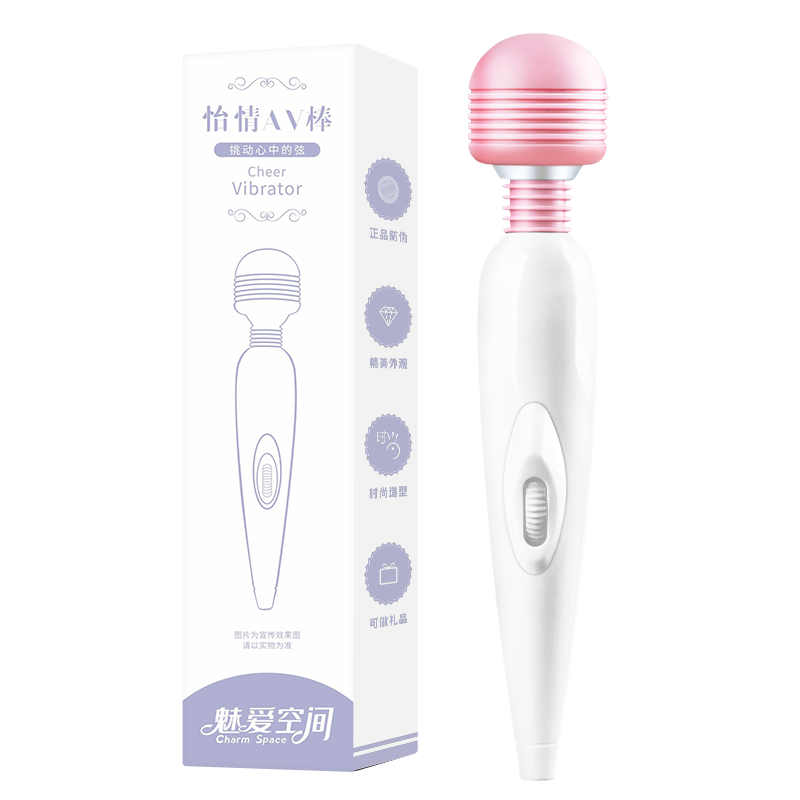 怡情AV棒
挑动心中的弦
Cheer
Vibrator
图片为宣传效果图
请以实物为准
魅爱空间
Charm Space
正品防伪
精美外观
时尚
时尚造型
可做礼品